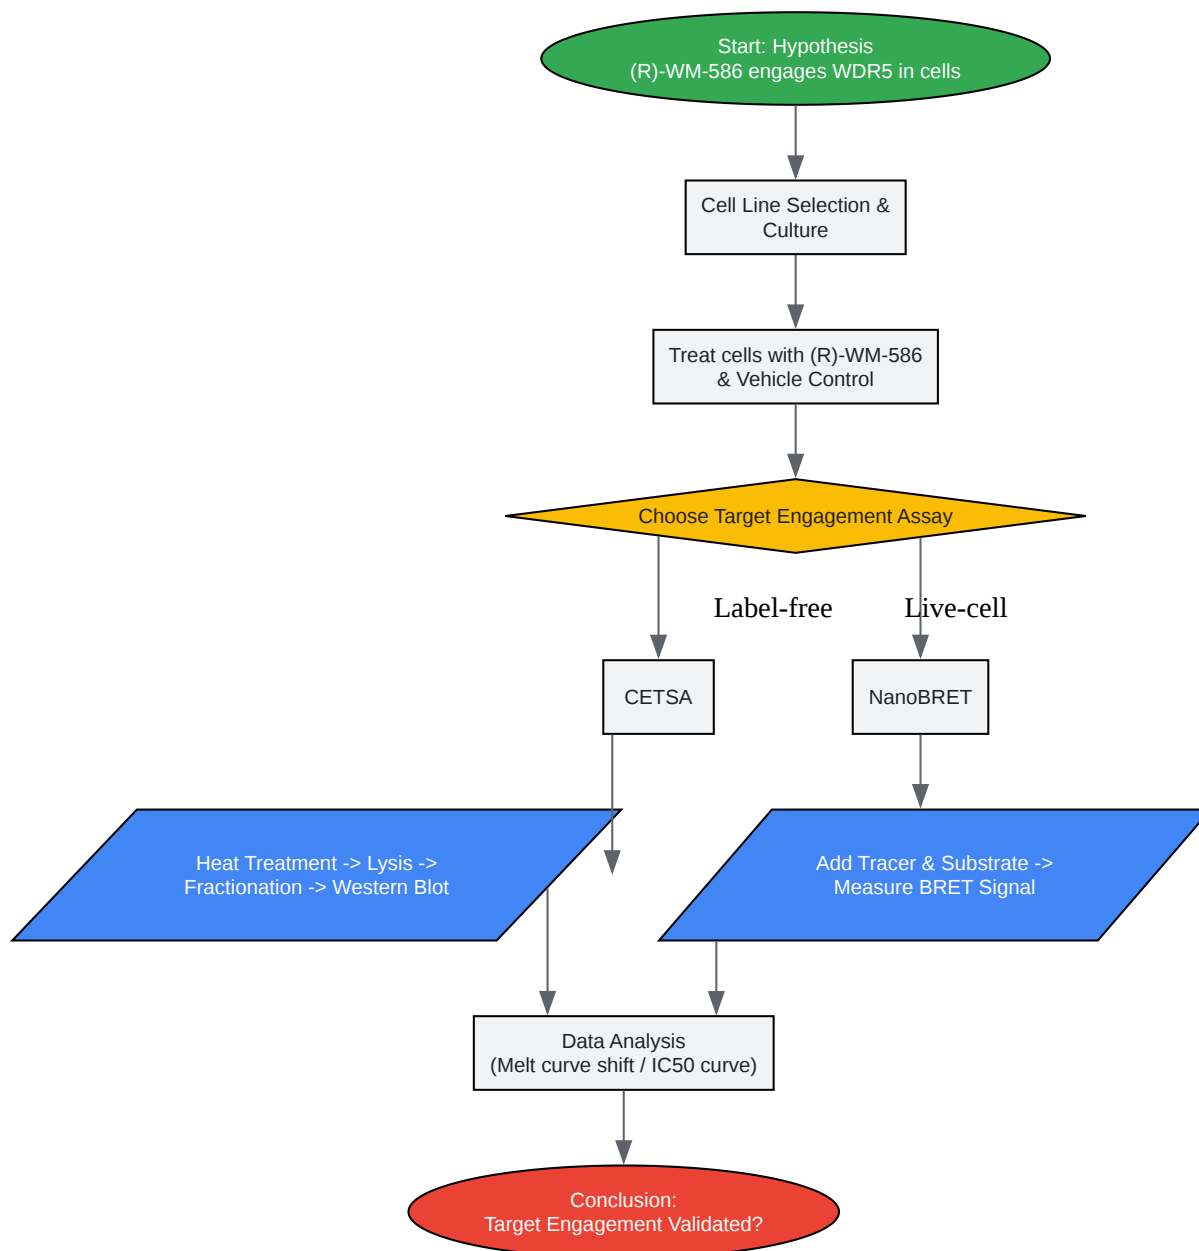 Start: Hypothesis
(R)-WM-586 engages WDR5 in cells
Cell Line Selection &
Culture
Treat cells with (R)-WM-586
& Vehicle Control
Choose Target Engagement Assay
Label-free
Live-cell
CETSA
NanoBRET
Heat Treatment -> Lysis ->
Fractionation -> Western Blot
Add Tracer & Substrate ->
Measure BRET Signal
Data Analysis
(Melt curve shift / IC50 curve)
Conclusion:
Target Engagement Validated?